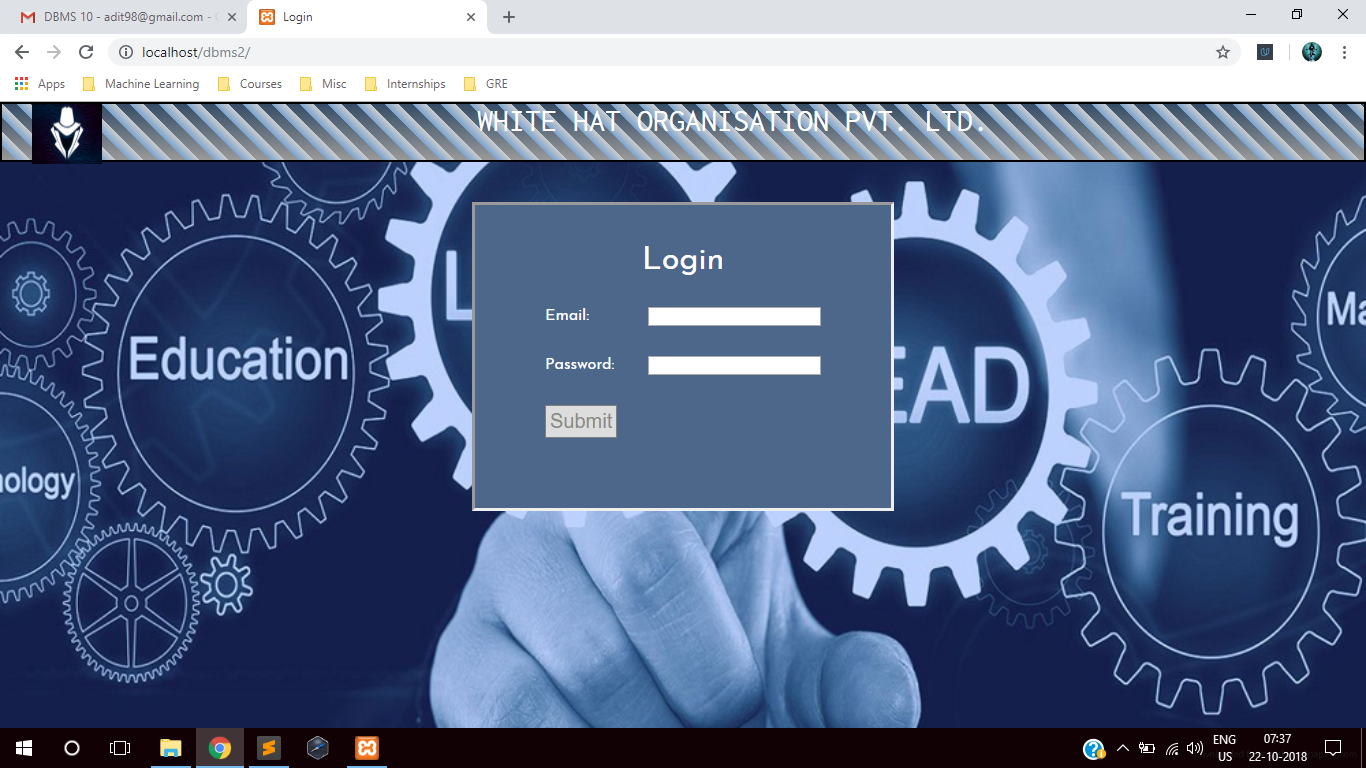 DBMS 10 - adit98@gmail.com -
Login
localhost/dbms2/
Apps
Machine Learning
Courses
Misc
Internships
GRE
WHITE HAT ORGANISATION PVT. LTD.
Login
Email:
Password:
Submit
Education
L
EAD
Ma
nology
Training
ENG
US
07:37
22-10-2018